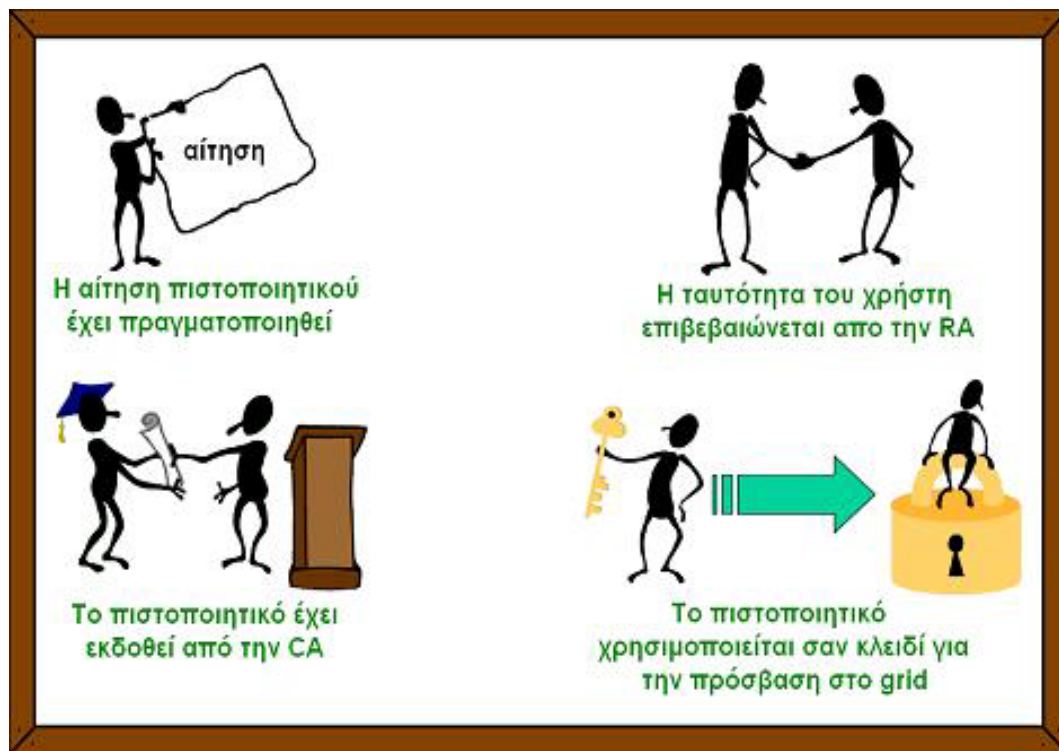 αίτηση
Η αίτηση πιστοποιητικού
έχει πραγματοποιηθεί
Η ταυτότητα του χρήστη
επιβεβαιώνεται απο την RA
Το πιστοποιητικό έχει
εκδοθεί από την CA
Το πιστοποιητικό
χρησιμοποιείται σαν κλειδί για
την πρόσβαση στο grid